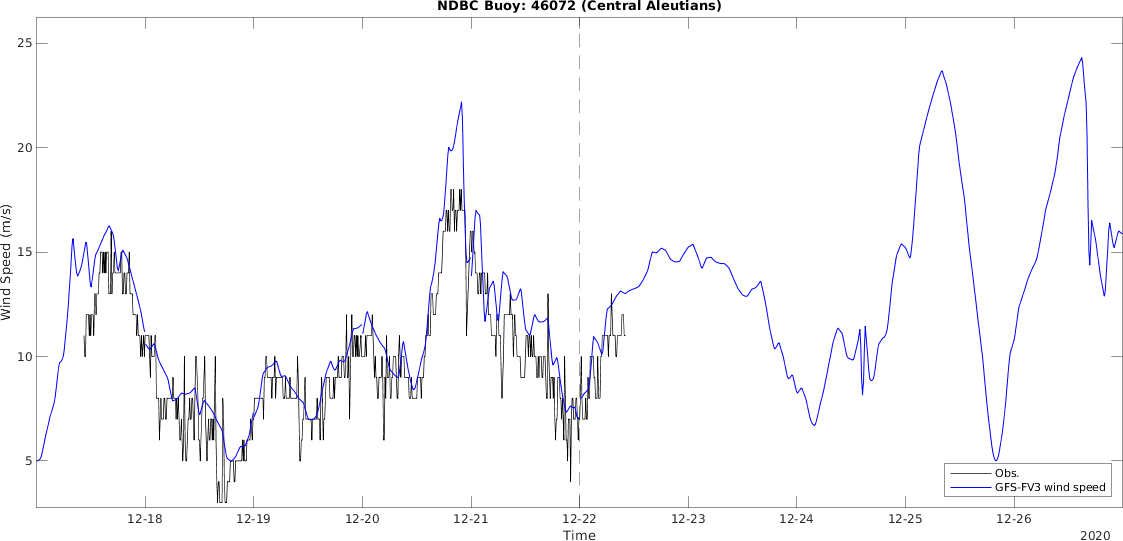 NDBC Buoy: 46072 (Central Aleutians)
25
20
15
10
5
Wind Speed (m/s)
12-18 12-19 12-20 12-21 12-22 12-23 12-24 12-25 12-26
Time
2020
Obs.
GFS-FV3 wind speed